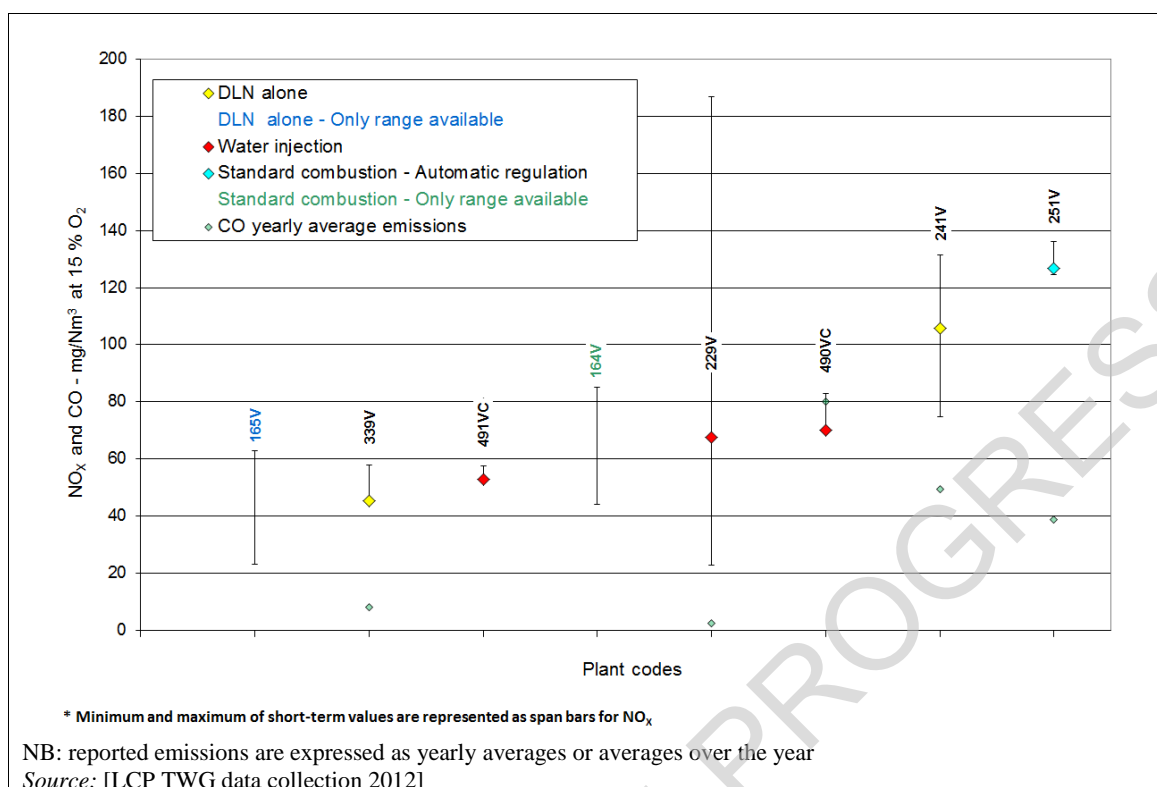 200
180
160
140
120
100
80
60
40
20
0
NOX and CO - mg/Nm3 at 15 % O2
DLN alone
DLN alone - Only range available
Water injection
Standard combustion - Automatic regulation
Standard combustion - Only range available
CO yearly average emissions
165V
339V
491VC
164V
229V
490VC
241V
251V
Plant codes
* Minimum and maximum of short-term values are represented as span bars for NOX
NB: reported emissions are expressed as yearly averages or averages over the year
Source: [LCP TWG data collection 2012]
PROGRESS